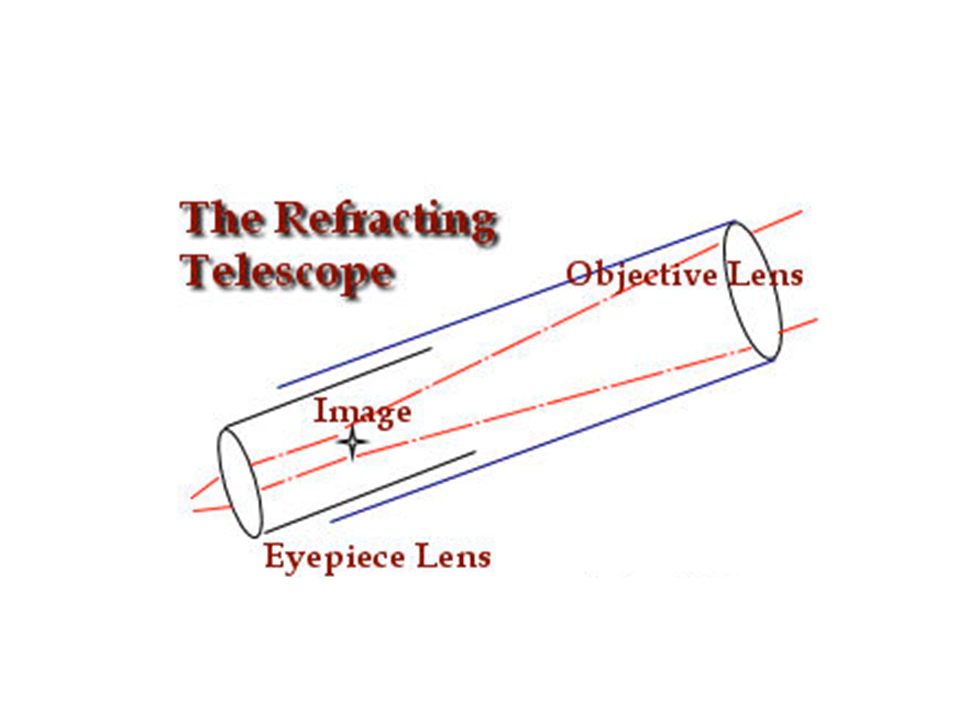 The Refracting
Telescope
Objective Lens
Image
Eyepiece Lens